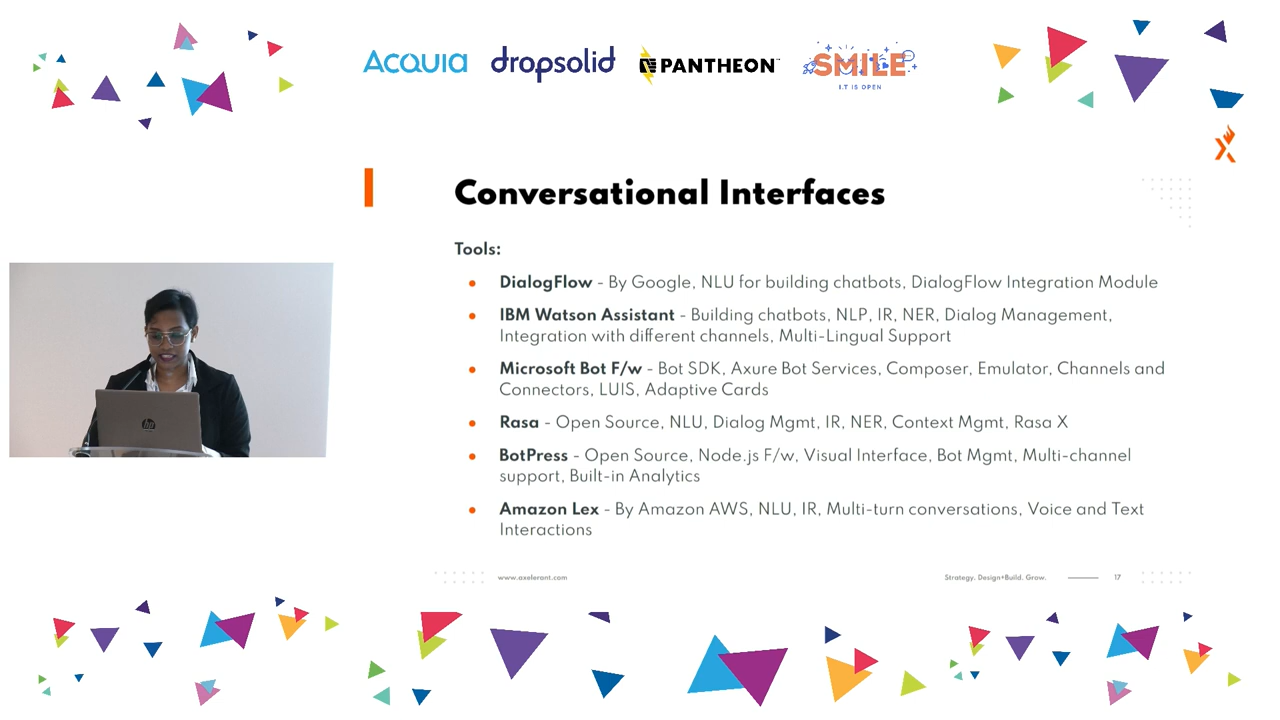 Acquia dropsolid PANTHEON SMILE
I.T IS OPEN
Conversational Interfaces
Tools:
DialogFlow - By Google, NLU for building chatbots, DialogFlow Integration Module
IBM Watson Assistant - Building chatbots, NLP, IR, NER, Dialog Management,
Integration with different channels, Multi-Lingual Support
Microsoft Bot F/w - Bot SDK, Axure Bot Services, Composer, Emulator, Channels and
Connectors, LUIS, Adaptive Cards
Rasa - Open Source, NLU, Dialog Mgmt, IR, NER, Context Mgmt, Rasa X
BotPress - Open Source, Node.js F/w, Visual Interface, Bot Mgmt, Multi-channel
support, Built-in Analytics
Amazon Lex - By Amazon AWS, NLU, IR, Multi-turn conversations, Voice and Text
Interactions
hp
www.axelerant.com
Strategy. Design+Build. Grow. 17